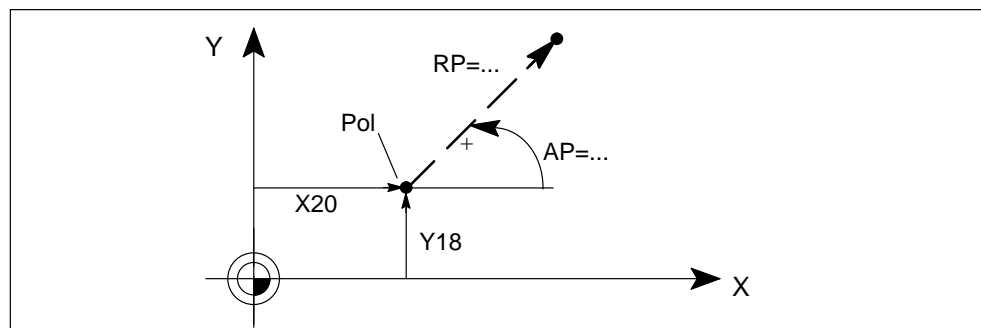 Y
RP=...
Pol
+
AP=...
X20
Y18
X